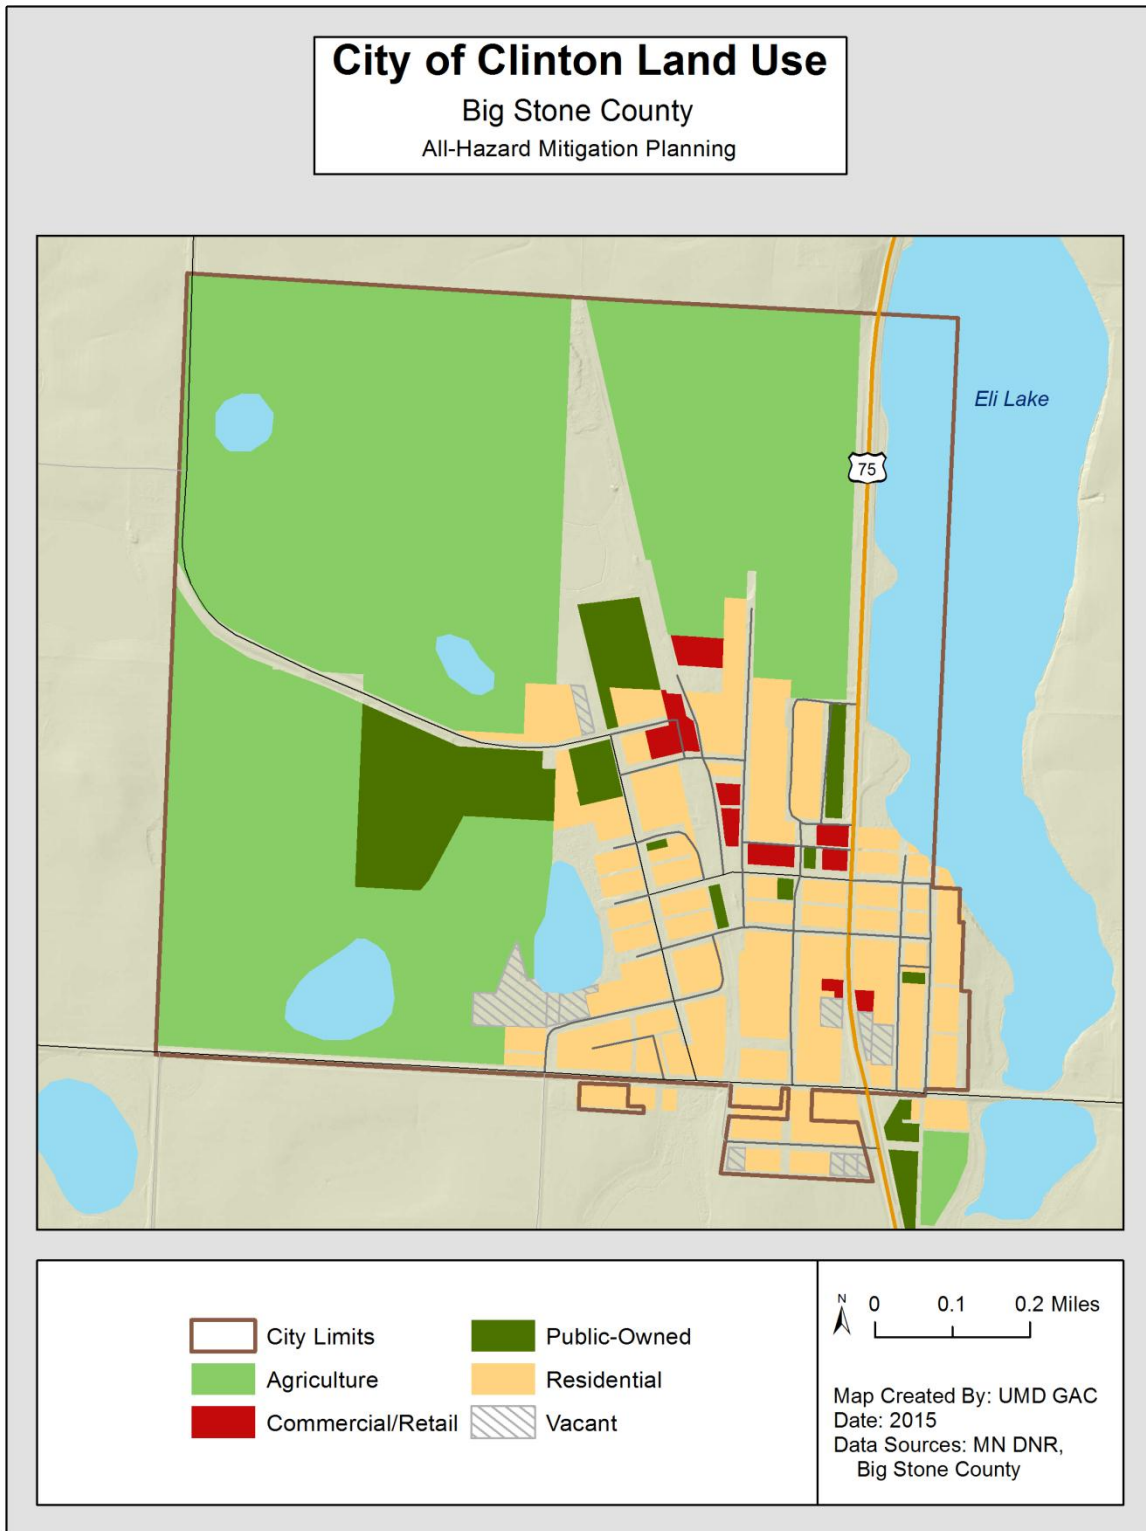 City of Clinton Land Use
Big Stone County
All-Hazard Mitigation Planning
Eli Lake
75
City Limits
Agriculture
Commercial/Retail
Public-Owned
Residential
Vacant
N
0 0.1 0.2 Miles
Map Created By: UMD GAC
Date: 2015
Data Sources: MN DNR,
Big Stone County